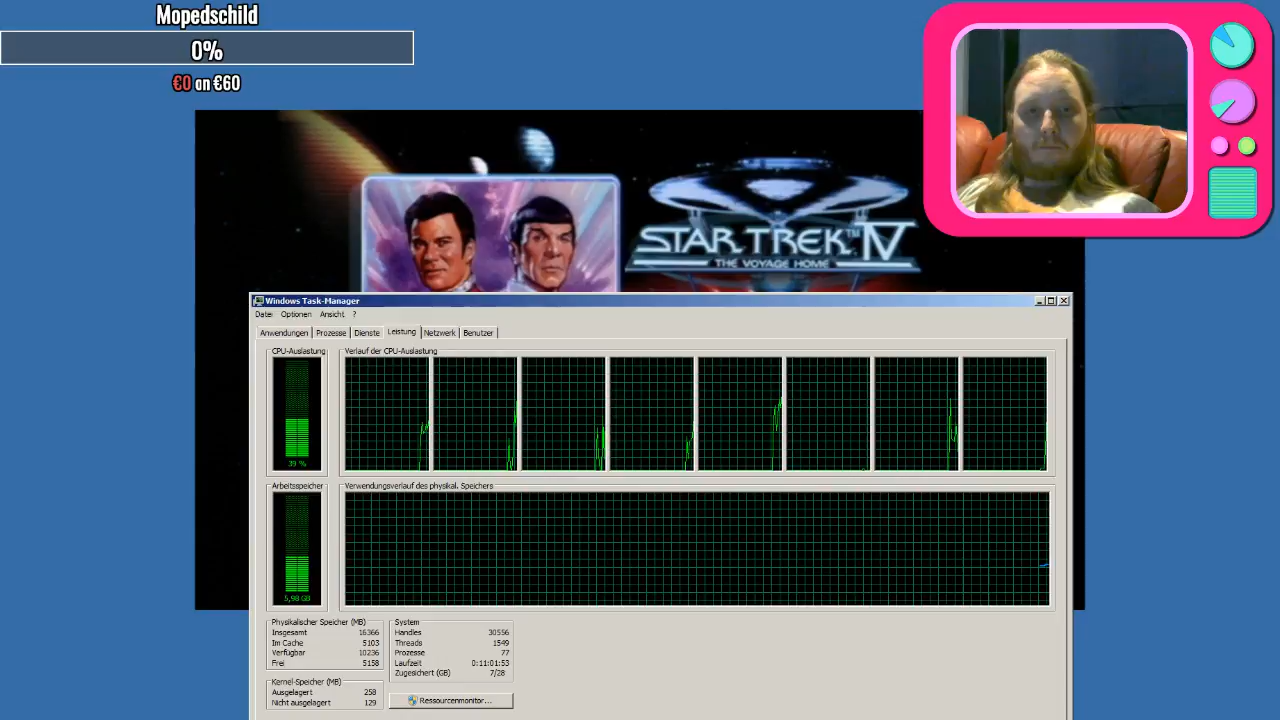 Mopedschild
0%
€0 an €60
STAR TREK IV
THE VOYAGE HOME
Windows Task-Manager
Datei Optionen Ansicht ?
Anwendungen Prozesse Dienste Leistung Netzwerk Benutzer
CPU-Auslastung
Verlauf der CPU-Auslastung
39 %
Arbeitsspeicher
Verwendungsverlauf des physikal. Speichers
5,98 GB
Physikalischer Speicher (MB)
Insgesamt 16366
Im Cache 5103
Verfügbar 10236
Frei 5158
Kernel-Speicher (MB)
Ausgelagert 258
Nicht ausgelagert 129
System
Handles 30556
Threads 1549
Prozesse 77
Laufzeit 0:11:01:53
Zugesichert (GB) 7/28
Ressourcenmonitor...